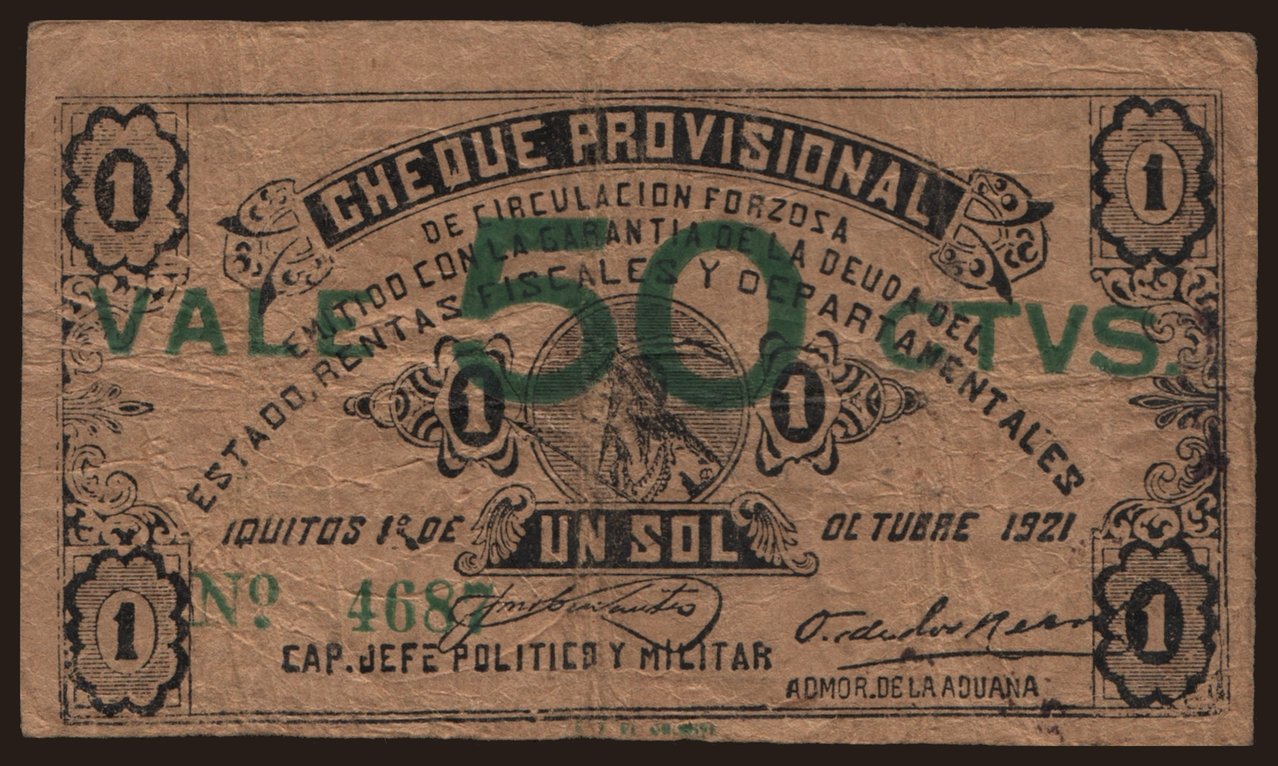 1
1
CHEQUE PROVISIONAL
DE CIRCULACION FORZOSA
EMITIDO CON LA GARANTIA DE LA DEUDA DEL
ESTADO, RENTAS FISCALES Y DEPARTAMENTALES
VALE 50 CTVS.
1
1
IQUITOS 1º DE
UN SOL
OCTUBRE 1921
Nº 4687
1
1
CAP. JEFE POLITICO Y MILITAR
ADMOR. DE LA ADUANA